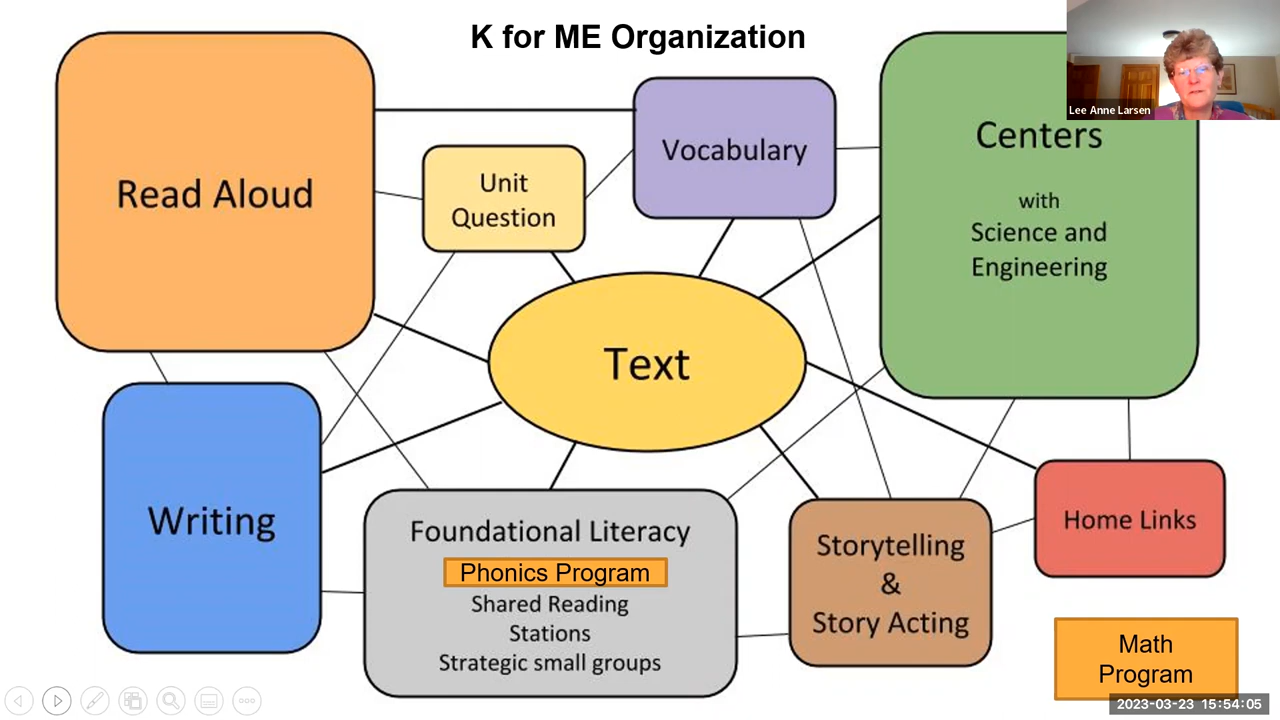 K for ME Organization
Lee Anne Larsen
Read Aloud
Unit
Question
Vocabulary
Centers
with
Science and
Engineering
Text
Writing
Foundational Literacy
Phonics Program
Shared Reading
Stations
Strategic small groups
Storytelling
&
Story Acting
Home Links
Math
Program
2023-03-23 15:54:05